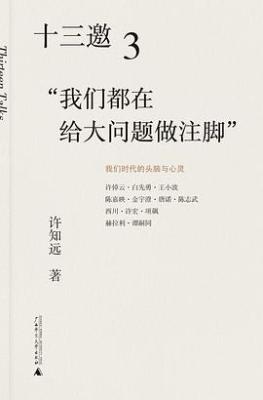 十三邀 3
Thirteen Talks
“我们都在
给大问题做注脚”
我们时代的头脑与心灵
许倬云·白先勇·王小波
陈嘉映·金宇澄·唐诺·陈志武
西川·许宏·项飙
赫拉利·谭嗣同
许知远 著
广西师范大学出版社